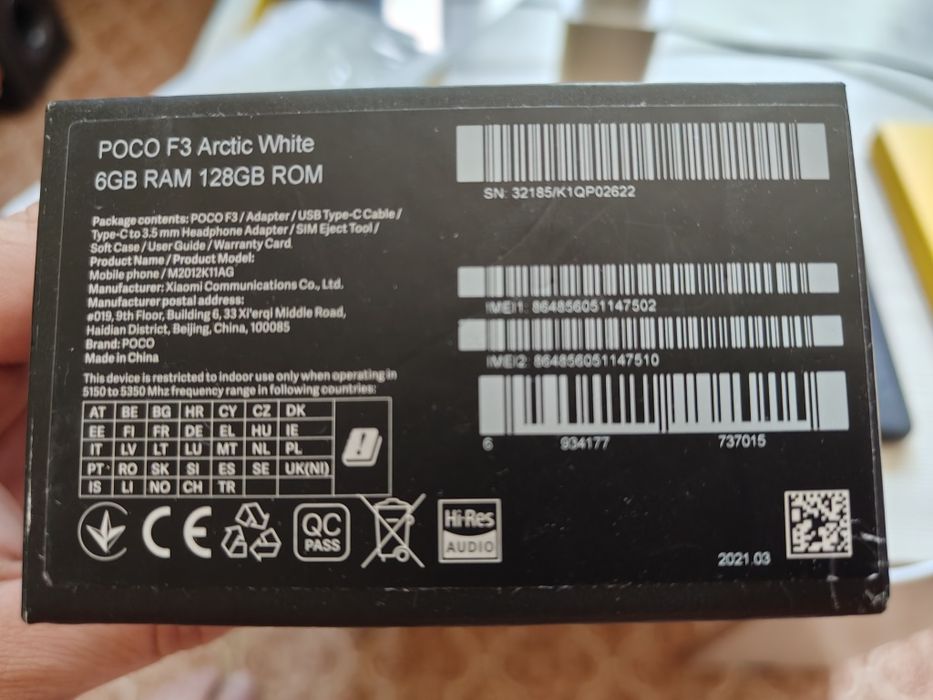 POCO F3 Arctic White
6GB RAM 128GB ROM
Package contents: POCO F3 / Adapter / USB Type-C Cable /
Type-C to 3.5 mm Headphone Adapter / SIM Eject Tool /
Soft Case / User Guide / Warranty Card
Product Name / Product Model:
Mobile phone / M2012K11AG
Manufacturer: Xiaomi Communications Co., Ltd.
Manufacturer postal address:
#019, 9th Floor, Building 6, 33 Xi'erqi Middle Road,
Haidian District, Beijing, China, 100085
Brand: POCO
Made in China
This device is restricted to indoor use only when operating in
5150 to 5350 Mhz frequency range in following countries:
AT BE BG HR CY CZ DK
EE FI FR DE EL HU IE
IT LV LT LU MT NL PL
PT RO SK SI ES SE UK(NI)
IS LI NO CH TR
CE
QC
PASS
Hi-Res
AUDIO
SN: 32185/K1QP02622
IMEI1: 864856051147502
IMEI2: 864856051147510
6 934177 737015
2021.03